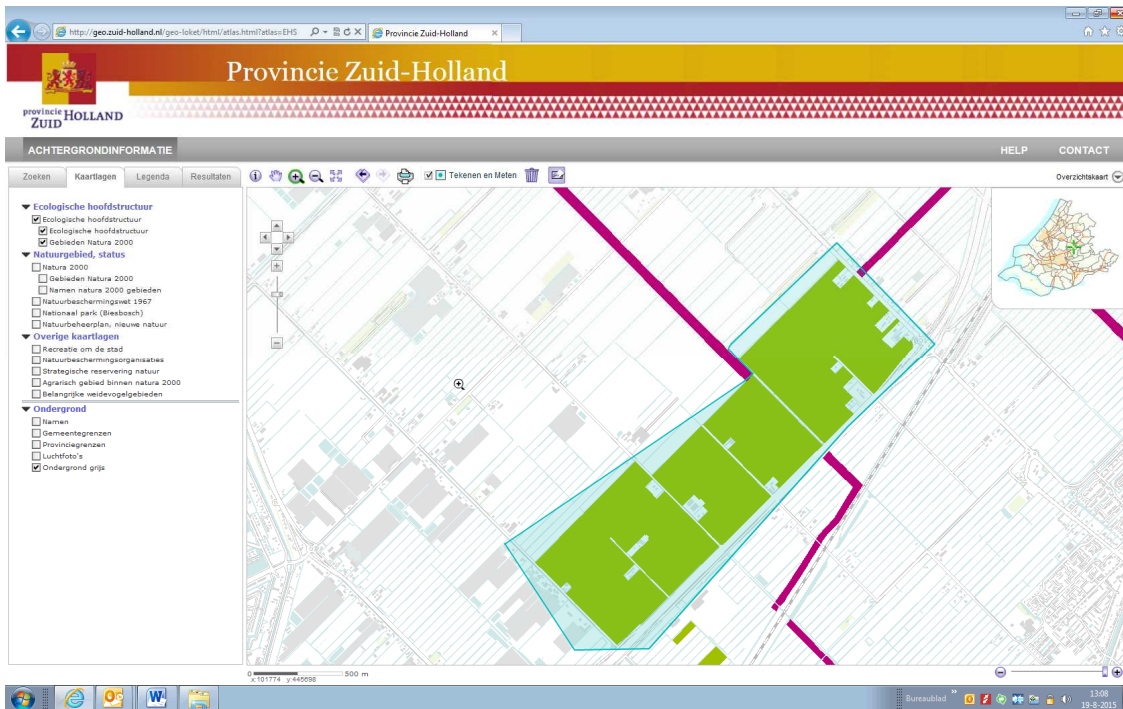 http://geo.zuid-holland.nl/geo-loket/html/atlas.html?atlas=EHS
Provincie Zuid-Holland
Provincie Zuid-Holland
provincie HOLLAND
ZUID
ACHTERGRONDINFORMATIE
HELP
CONTACT
Zoeken
Kaartlagen
Legenda
Resultaten
Tekenen en Meten
Overzichtskaart
Ecologische hoofdstructuur
Ecologische hoofdstructuur
Ecologische hoofdstructuur
Gebieden Natura 2000
Natuurgebied, status
Natura 2000
Gebieden Natura 2000
Namen natura 2000 gebieden
Natuurbeschermingswet 1967
Nationaal park (Biesbosch)
Natuurbeheerplan, nieuwe natuur
Overige kaartlagen
Recreatie om de stad
Natuurbeschermingsorganisaties
Strategische reservering natuur
Agrarisch gebied binnen natura 2000
Belangrijke weidevogelgebieden
Ondergrond
Namen
Gemeentegrenzen
Provinciegrenzen
Luchtfoto's
Ondergrond grijs
0 500 m
x:101774 y:445698
Bureaublad
13:08
19-8-2015